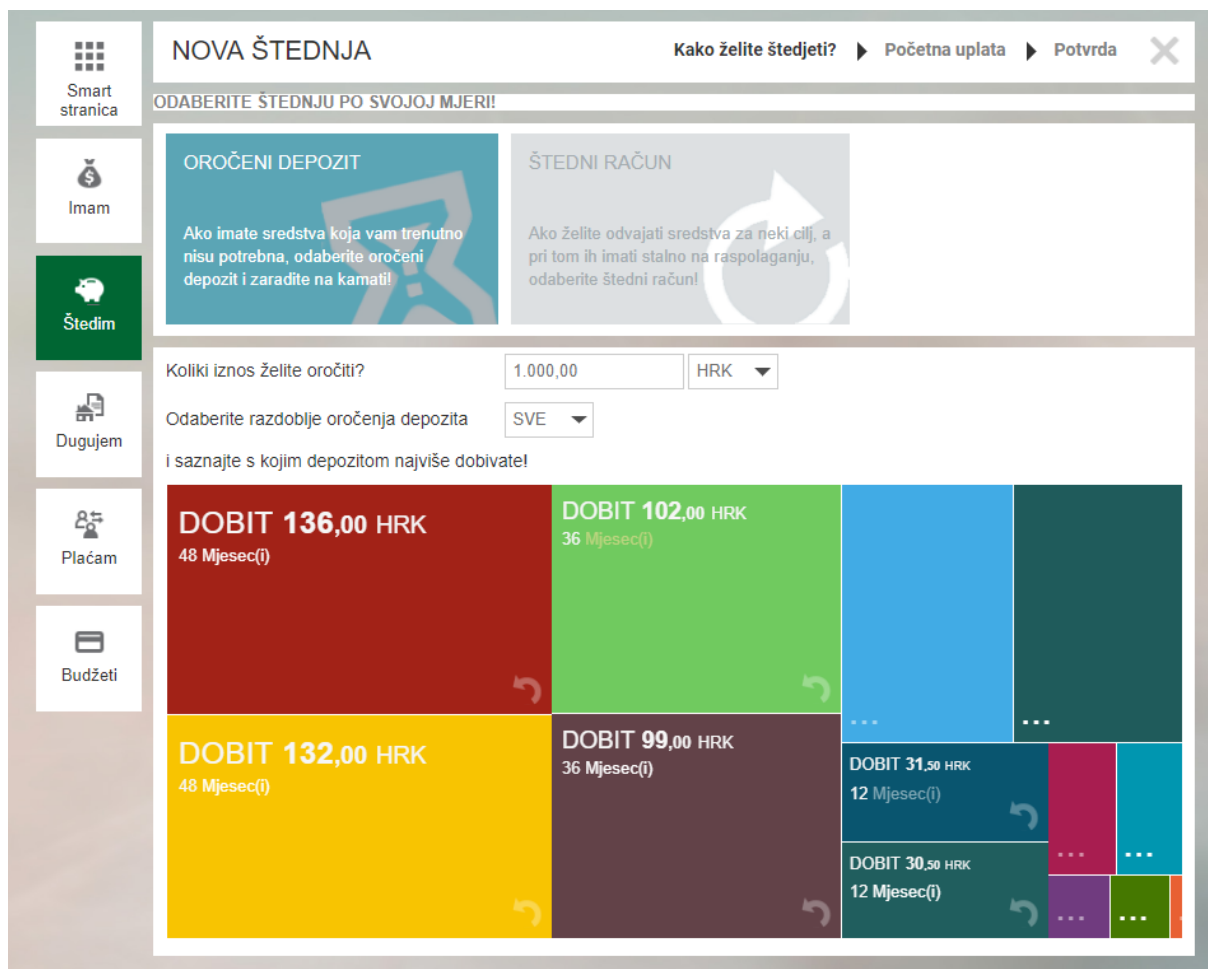 Smart
stranica
Imam
Štedim
Dugujem
Plaćam
Budžeti
NOVA ŠTEDNJA
Kako želite štedjeti? Početna uplata Potvrda
ODABERITE ŠTEDNJU PO SVOJOJ MJERI!
OROČENI DEPOZIT
Ako imate sredstva koja vam trenutno
nisu potrebna, odaberite oročeni
depozit i zaradite na kamati!
ŠTEDNI RAČUN
Ako želite odvajati sredstva za neki cilj, a
pri tom ih imati stalno na raspolaganju,
odaberite štedni račun!
Koliki iznos želite oročiti? 1.000,00 HRK
Odaberite razdoblje oročenja depozita SVE
i saznajte s kojim depozitom najviše dobivate!
DOBIT 136,00 HRK
48 Mjesec(i)
DOBIT 102,00 HRK
36 Mjesec(i)
...
...
DOBIT 132,00 HRK
48 Mjesec(i)
DOBIT 99,00 HRK
36 Mjesec(i)
DOBIT 31,50 HRK
12 Mjesec(i)
DOBIT 30,50 HRK
12 Mjesec(i)
...
...
...
...